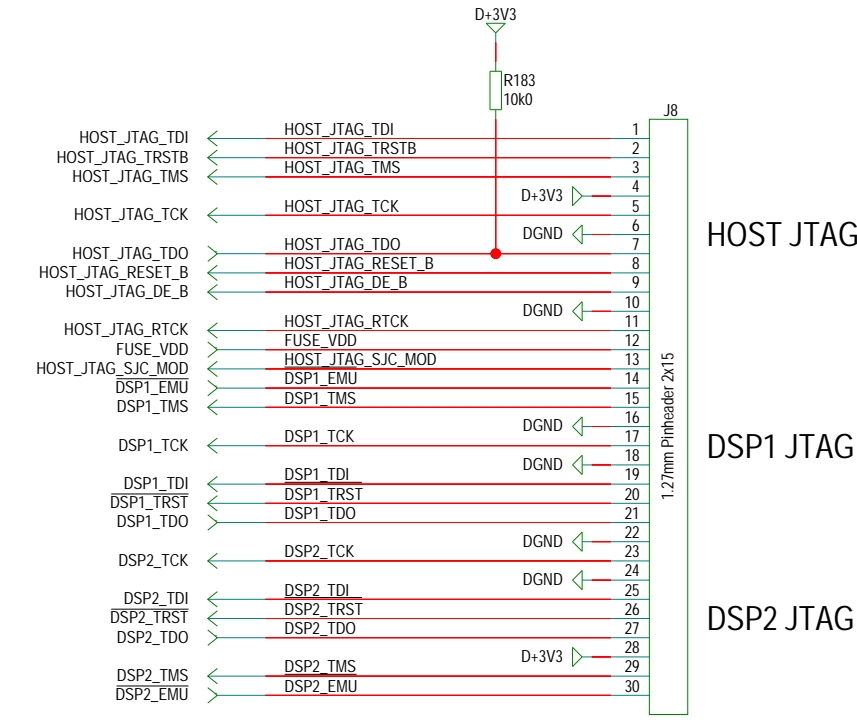 D+3V3
R183
10k0
J8
HOST_JTAG_TDI HOST_JTAG_TDI 1
HOST_JTAG_TRSTB HOST_JTAG_TRSTB 2
HOST_JTAG_TMS HOST_JTAG_TMS 3
D+3V3 4
HOST_JTAG_TCK HOST_JTAG_TCK 5
DGND 6
HOST JTAG
HOST_JTAG_TDO HOST_JTAG_TDO 7
HOST_JTAG_RESET_B HOST_JTAG_RESET_B 8
HOST_JTAG_DE_B HOST_JTAG_DE_B 9
DGND 10
HOST_JTAG_RTCK HOST_JTAG_RTCK 11
FUSE_VDD FUSE_VDD 12
HOST_JTAG_SJC_MOD HOST_JTAG_SJC_MOD 13
DSP1_EMU DSP1_EMU 14
DSP1_TMS DSP1_TMS 15
1.27mm Pinheader 2x15
DGND 16
DSP1_TCK DSP1_TCK 17
DSP1 JTAG
DGND 18
DSP1_TDI DSP1_TDI 19
DSP1_TRST DSP1_TRST 20
DSP1_TDO DSP1_TDO 21
DGND 22
DSP2_TCK DSP2_TCK 23
DGND 24
DSP2_TDI DSP2_TDI 25
DSP2_TRST DSP2_TRST 26
DSP2 JTAG
DSP2_TDO DSP2_TDO 27
D+3V3 28
DSP2_TMS DSP2_TMS 29
DSP2_EMU DSP2_EMU 30